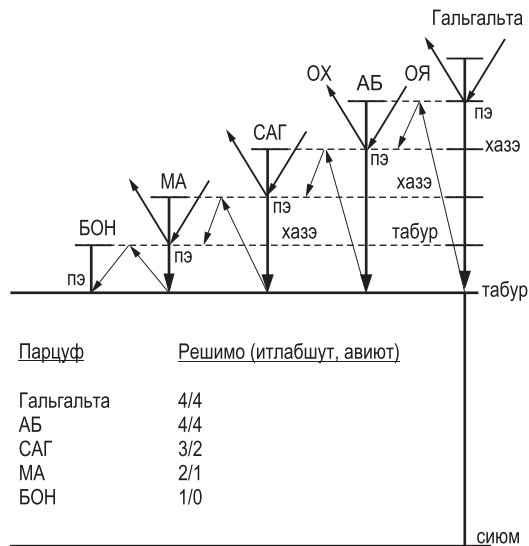 Гальгальта
ОХ АБ ОЯ
пэ
САГ пэ хазэ
МА пэ хазэ
БОН пэ хазэ табур
пэ
табур
Парцуф Решимо (итлабшут, авиют)
Гальгальта 4/4
АБ 4/4
САГ 3/2
МА 2/1
БОН 1/0
сиюм